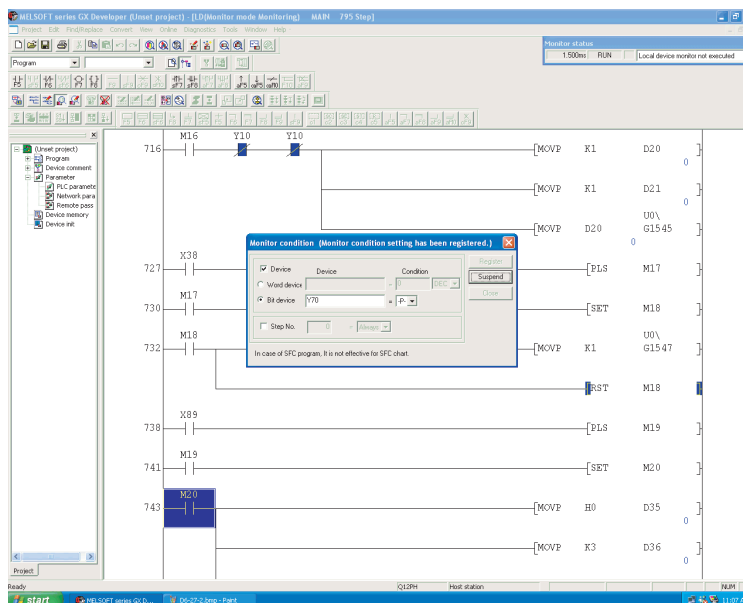 MELSOFT series GX Developer (Unset project) - [LD(Monitor mode Monitoring) MAIN 795 Step]
Project Edit Find/Replace Convert View Online Diagnostics Tools Window Help
Monitor status
1.500ms RUN Local device monitor not executed
Program
(Unset project)
Program
Device comment
Parameter
PLC paramete
Network para
Remote pass
Device memory
Device init
Project
M16 Y10 Y10
716 MOVP K1 D20
0
MOVP K1 D21
0
U0\
MOVP D20 G1545
0
X38
727 PLS M17
M17
730 SET M18
M18 U0\
732 MOVP K1 G1547
RST M18
X89
738 PLS M19
M19
741 SET M20
M20
743 MOVP H0 D35
0
MOVP K3 D36
0
Monitor condition (Monitor condition setting has been registered.)
Device Device Condition
Word device = 0 DEC
Bit device Y70 = -P-
Step No. 0 = Always
In case of SFC program, It is not effective for SFC chart.
Register
Suspend
Close
Ready Q12PH Host station NUM
start MELSOFT series GX D... D6-27-2.bmp - Paint 11:07